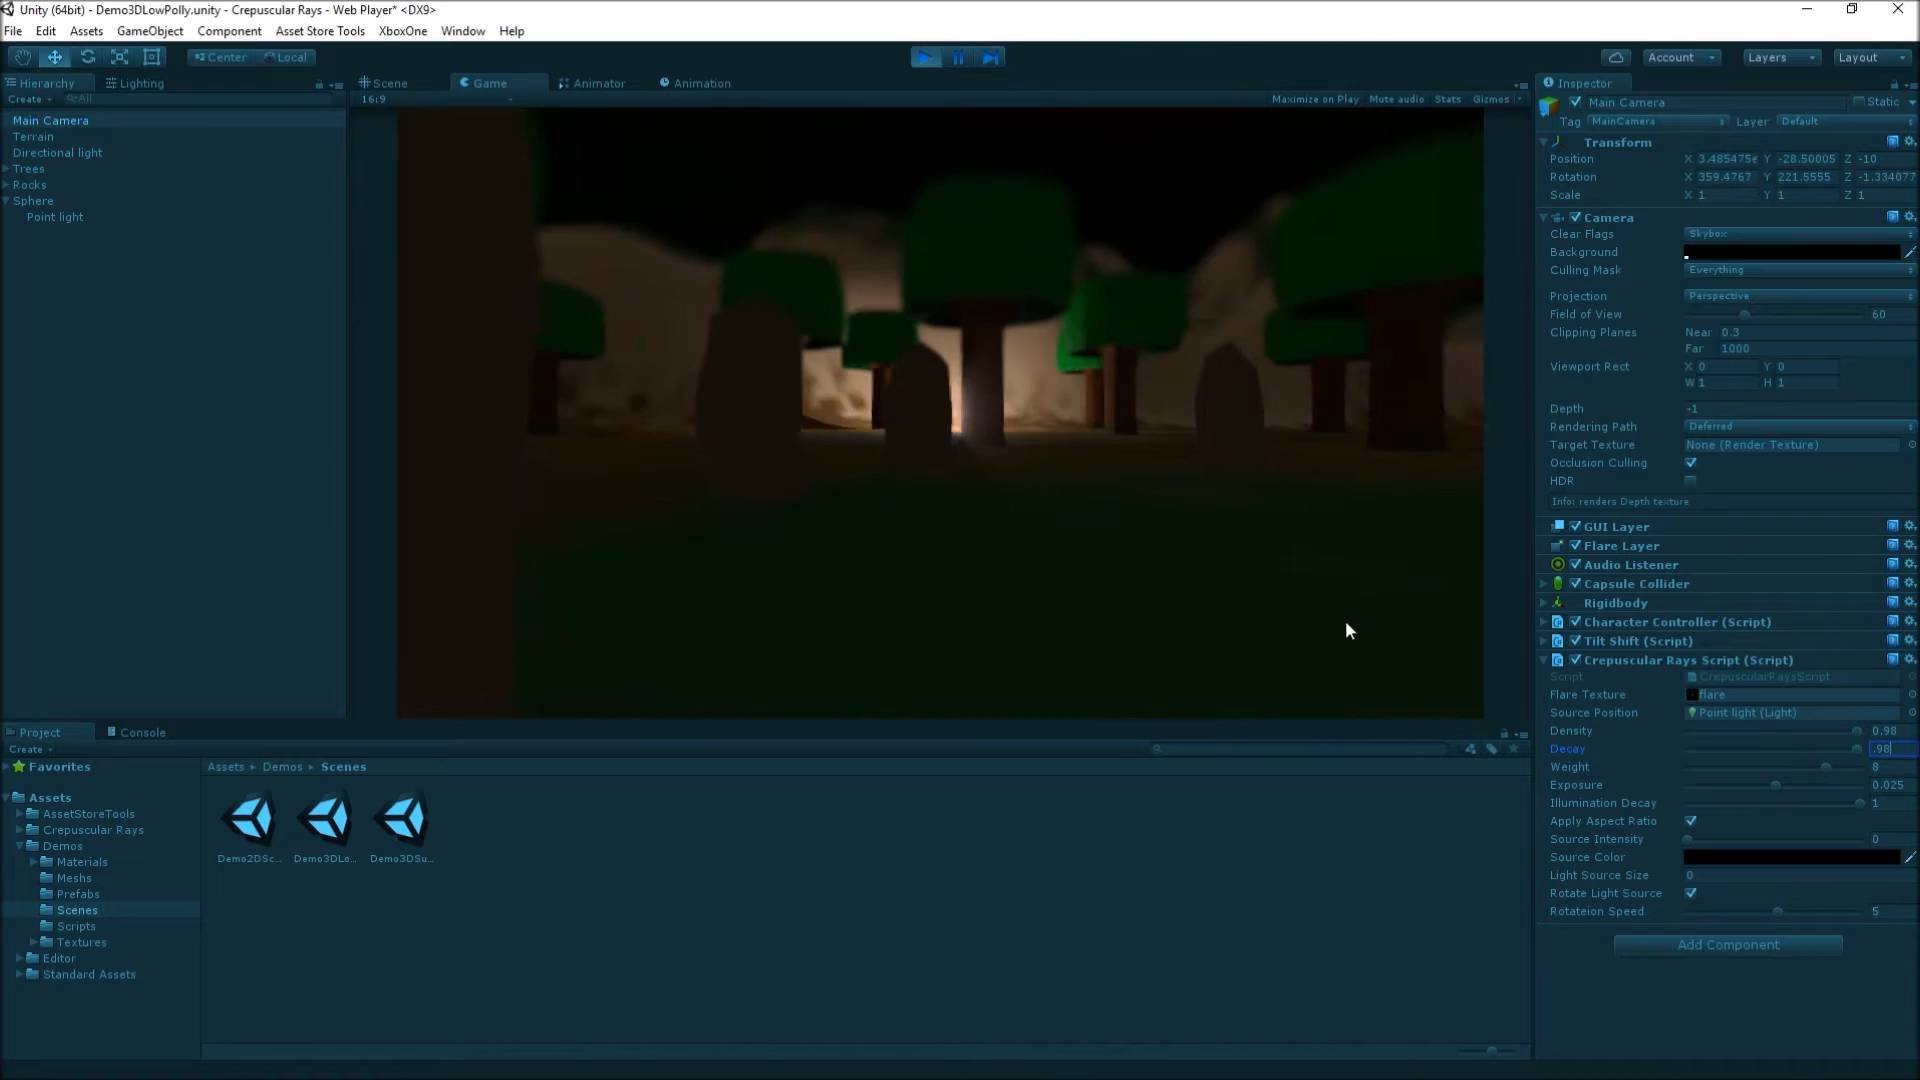 Unity (64bit) - Demo3DLowPolly.unity - Crepuscular Rays - Web Player* <DX9>
File Edit Assets GameObject Component Asset Store Tools XboxOne Window Help
Center Local Account Layers Layout
Hierarchy Lighting
Create All
Main Camera
Terrain
Directional light
Trees
Rocks
Sphere
Point light
Scene Game Animator Animation
16:9 Maximize on Play Mute audio Stats Gizmos
Inspector
Main Camera Static
Tag MainCamera Layer Default
Transform
Position X 3.485475e Y -28.50005 Z -10
Rotation X 359.4767 Y 221.5555 Z -1.334077
Scale X 1 Y 1 Z 1
Camera
Clear Flags Skybox
Background
Culling Mask Everything
Projection Perspective
Field of View 60
Clipping Planes Near 0.3
Far 1000
Viewport Rect X 0 Y 0
W 1 H 1
Depth -1
Rendering Path Deferred
Target Texture None (Render Texture)
Occlusion Culling
HDR
Info: renders Depth texture
GUI Layer
Flare Layer
Audio Listener
Capsule Collider
Rigidbody
Character Controller (Script)
Tilt Shift (Script)
Crepuscular Rays Script (Script)
Script CrepuscularRaysScript
Flare Texture flare
Source Position Point light (Light)
Density 0.98
Decay .98
Weight 8
Exposure 0.025
Illumination Decay 1
Apply Aspect Ratio
Source Intensity 0
Source Color
Light Source Size 0
Rotate Light Source
Rotateion Speed 5
Add Component
Project Console
Create
Favorites
Assets
AssetStoreTools
Crepuscular Rays
Demos
Materials
Meshs
Prefabs
Scenes
Scripts
Textures
Editor
Standard Assets
Assets Demos Scenes
Demo2DSc... Demo3DLo... Demo3DSu...